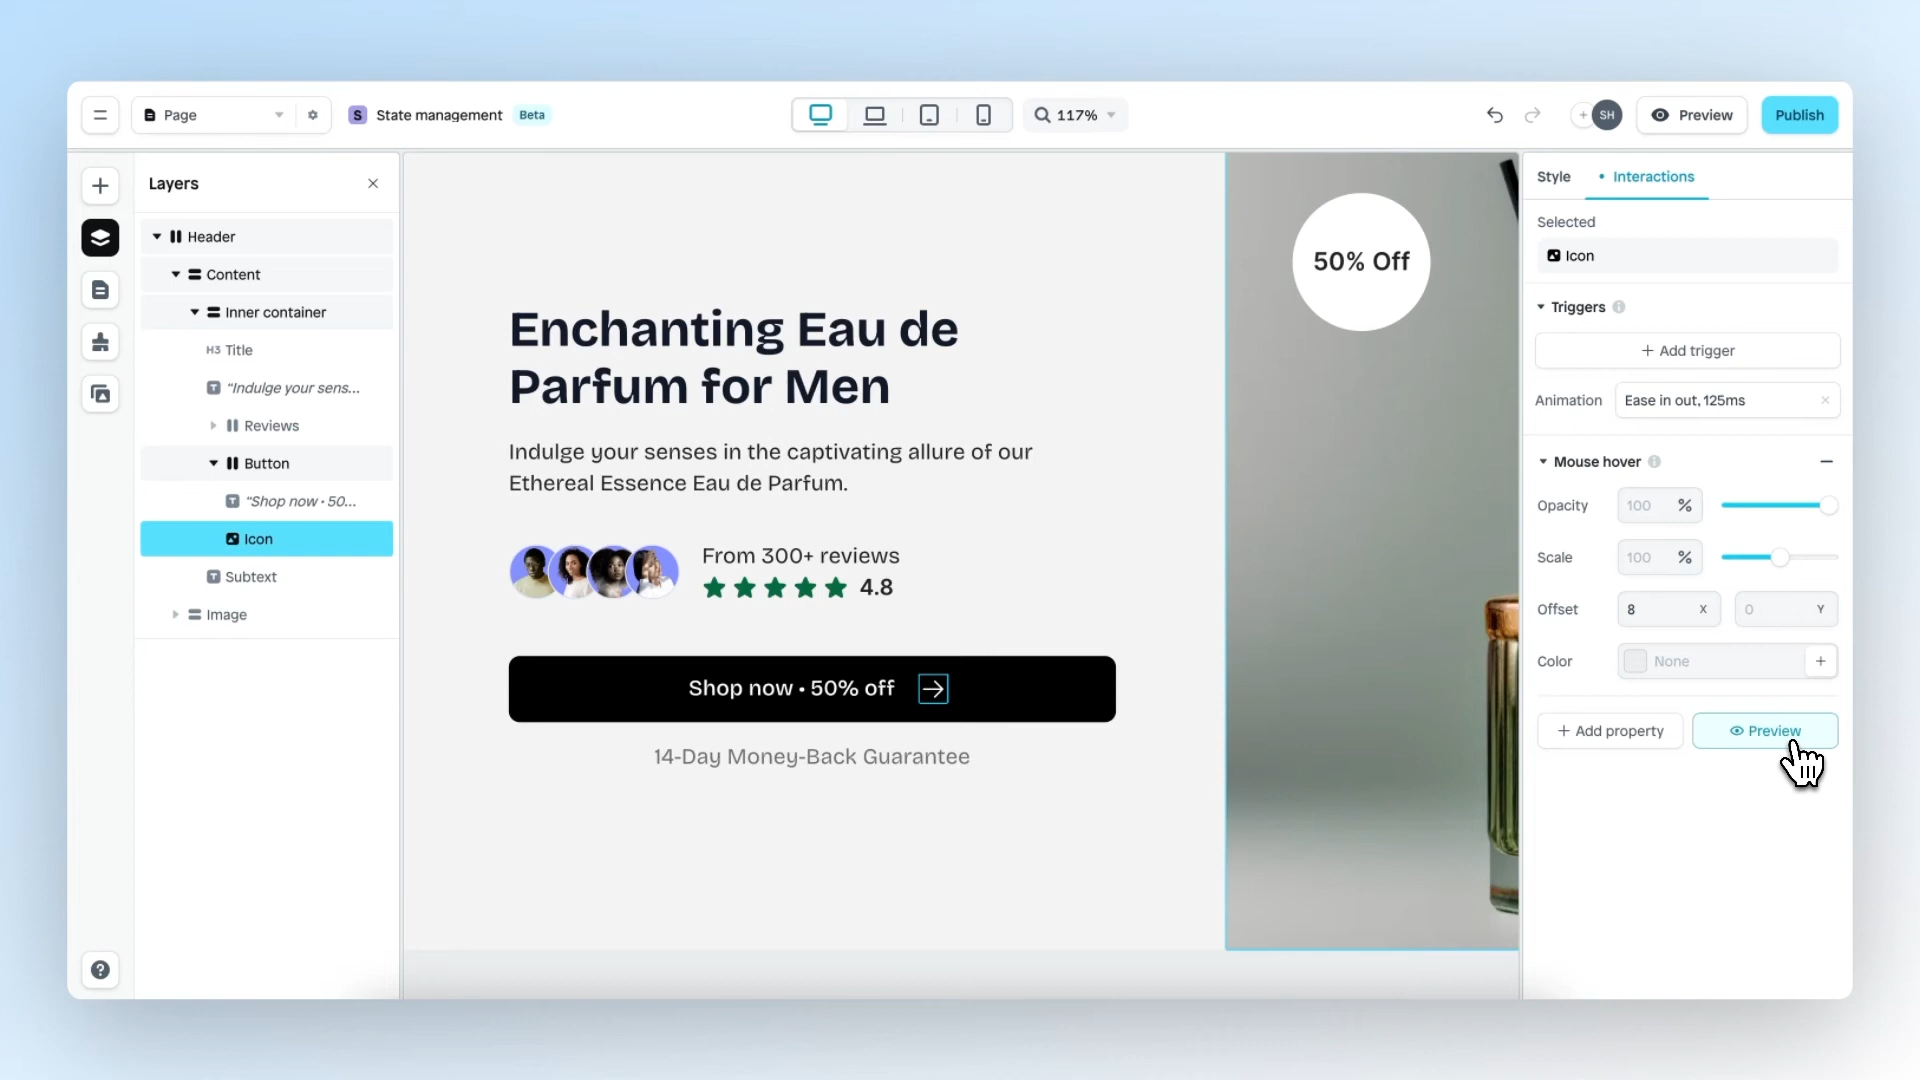 Page
S State management Beta
117%
+ SH
Preview
Publish
Layers
Header
Content
Inner container
H3 Title
"Indulge your sens...
Reviews
Button
"Shop now • 50...
Icon
Subtext
Image
50% Off
Enchanting Eau de
Parfum for Men
Indulge your senses in the captivating allure of our
Ethereal Essence Eau de Parfum.
From 300+ reviews
4.8
Shop now • 50% off
14-Day Money-Back Guarantee
Style • Interactions
Selected
Icon
Triggers
+ Add trigger
Animation Ease in out, 125ms
Mouse hover
Opacity 100 %
Scale 100 %
Offset 8 X 0 Y
Color None +
+ Add property Preview